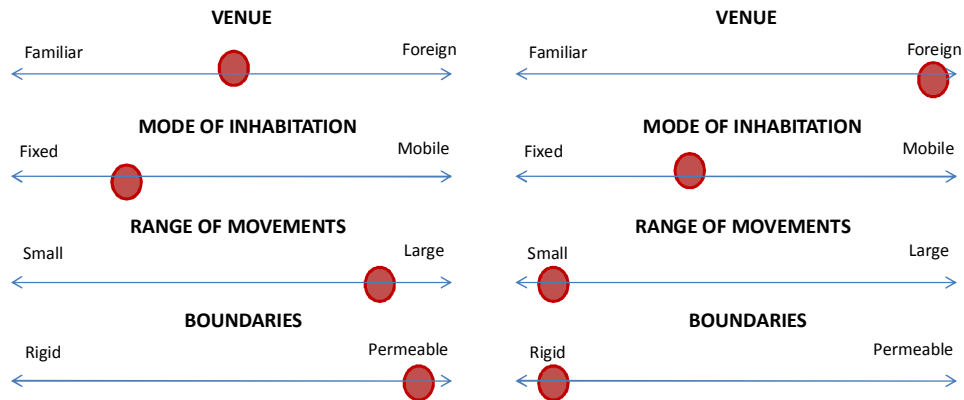 VENUE
Familiar Foreign
MODE OF INHABITATION
Fixed Mobile
RANGE OF MOVEMENTS
Small Large
BOUNDARIES
Rigid Permeable
VENUE
Familiar Foreign
MODE OF INHABITATION
Fixed Mobile
RANGE OF MOVEMENTS
Small Large
BOUNDARIES
Rigid Permeable